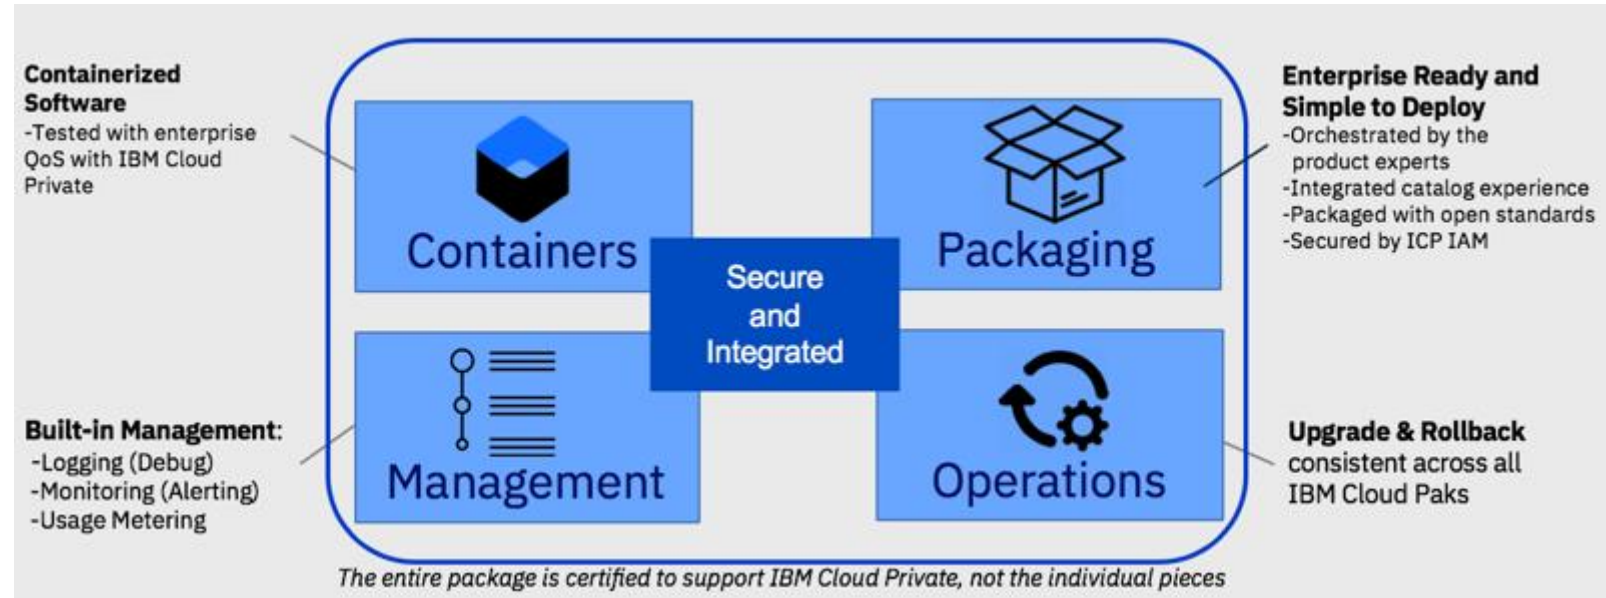 Containerized
Software
-Tested with enterprise
QoS with IBM Cloud
Private
Containers
Packaging
Enterprise Ready and
Simple to Deploy
-Orchestrated by the
product experts
-Integrated catalog experience
-Packaged with open standards
-Secured by ICP IAM
Secure
and
Integrated
Built-in Management:
-Logging (Debug)
-Monitoring (Alerting)
-Usage Metering
Management
Operations
Upgrade & Rollback
consistent across all
IBM Cloud Paks
The entire package is certified to support IBM Cloud Private, not the individual pieces